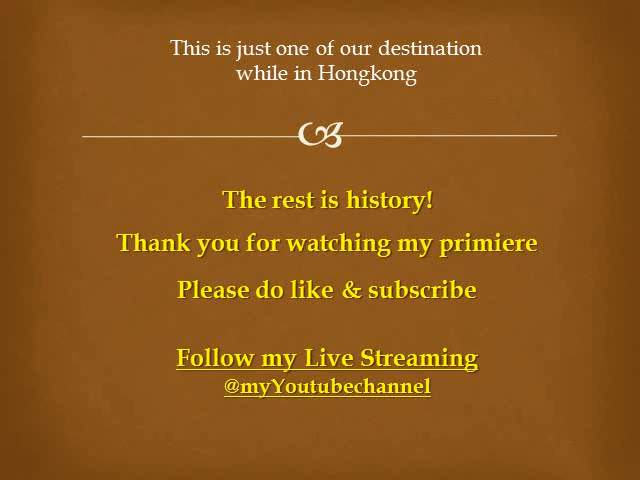 This is just one of our destination
while in Hongkong
The rest is history!
Thank you for watching my primiere
Please do like & subscribe
Follow my Live Streaming
@myYoutubechannel